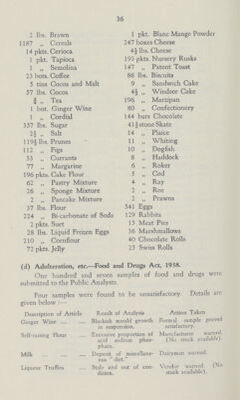 36
2 lbs. Brawn
1187 „ Cereals
14 pkts. Cerioca
1 pkt. Tapioca
1 „ Semolina
23 bots. Coffee
5 tins Cocoa and Malt
57 lbs. Cocoa
¾ „ Tea
1 bot. Ginger Wine
1 „ Cordial
337 lbs. Sugar
2½ „ Salt
119½ lbs. Prunes
112 „ Figs
33 „ Currants
77 „ Margarine
196 pkts. Cake Flour
62 „ Pastry Mixture
26 „ Sponge Mixture
2 „ Pancake Mixture
37 lbs. Flour
224 „ Bi-carbonate of Soda
2 pkts. Suet
28 lbs. Liquid Frozen Eggs
210 „ Cornflour
72 pkts. Jelly
1 pkt. Blanc Mange Powder
247 boxes Cheese
4½ lbs. Cheese
193 pkts. Nursery Rusks
147 „ Patent Toast
88 lbs. Biscuits
9 „ Sandwich Cake
4½ „ Windsor Cake
198 „ Marzipan
80 „ Confectionery
144 bars Chocolate
41½ stone Skate
14 „ Plaice
11 „ Whiting
10 „ Dogfish
8 „ Haddock
6 „ Roker
5 „ Cod
4 „ Ray
2 „ Roe
2 „ Prawns
341 Eggs
129 Rabbits
15 Meat Pies
36 Marshmallows
40 Chocolate Rolls
23 Swiss Rolls
(d) Adulteration, etc.—Food and Drugs Act, 1938.
One hundred and seven samples of food and drugs were
submitted to the Public Analysts.
Four samples were found to be unsatisfactory. Details are
given below :—
Description of Article Result of Analysis Action Taken
Ginger Wine Blackish mould growth in suspension. Formal sample proved satisfactory.
Self-raising Flour Excessive proportion of acid sodium phosphate. Manufacturer warned. (No stock available).
Milk Deposit of miscellaneous "dirt." Dairyman warned.
Liqueur Truffles Stale and out of condition. Vendor warned. (No stock available).